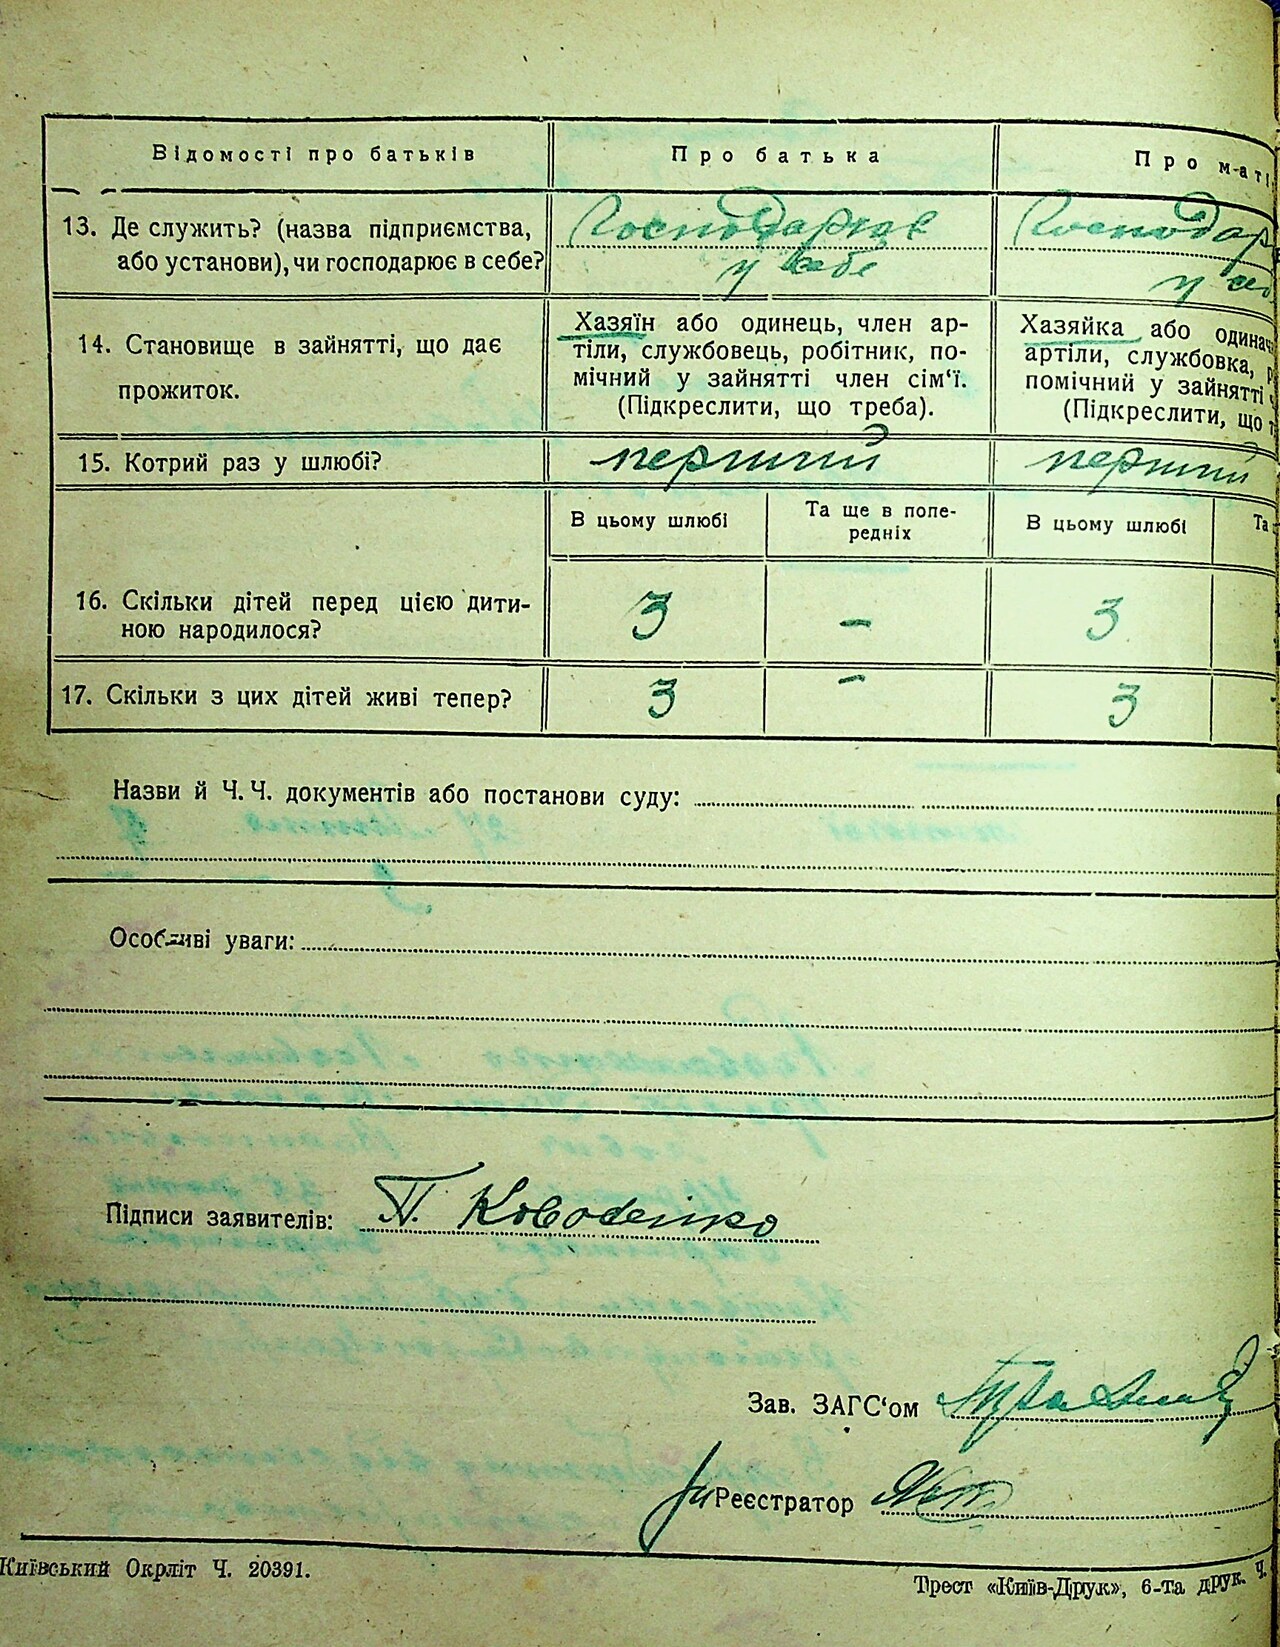 Відомості про батьків
Про батька
Про маті
13. Де служить? (назва підприємства,
або установи), чи господарює в себе?
Господарює
у себе
Господар
у себ
14. Становище в зайнятті, що дає
прожиток.
Хазяїн або одинець, член ар-
тіли, службовець, робітник, по-
мічний у зайнятті член сім'ї.
(Підкреслити, що треба).
Хазяйка або одинач
артіли, службовка, р
помічний у зайнятті ч
(Підкреслити, що т
15. Котрий раз у шлюбі?
перший
перший
В цьому шлюбі
Та ще в попе-
редніх
В цьому шлюбі
Та
16. Скільки дітей перед цією дити-
ною народилося?
3
-
3
17. Скільки з цих дітей живі тепер?
3
-
3
Назви й Ч. Ч. документів або постанови суду:
Особливі уваги:
Підписи заявителів:
П. Коваленко
Зав. ЗАГС'ом
Реєстратор
Київський Окрліт Ч. 20391.
Трест «Київ-Друк», 6-та друк. Ч.